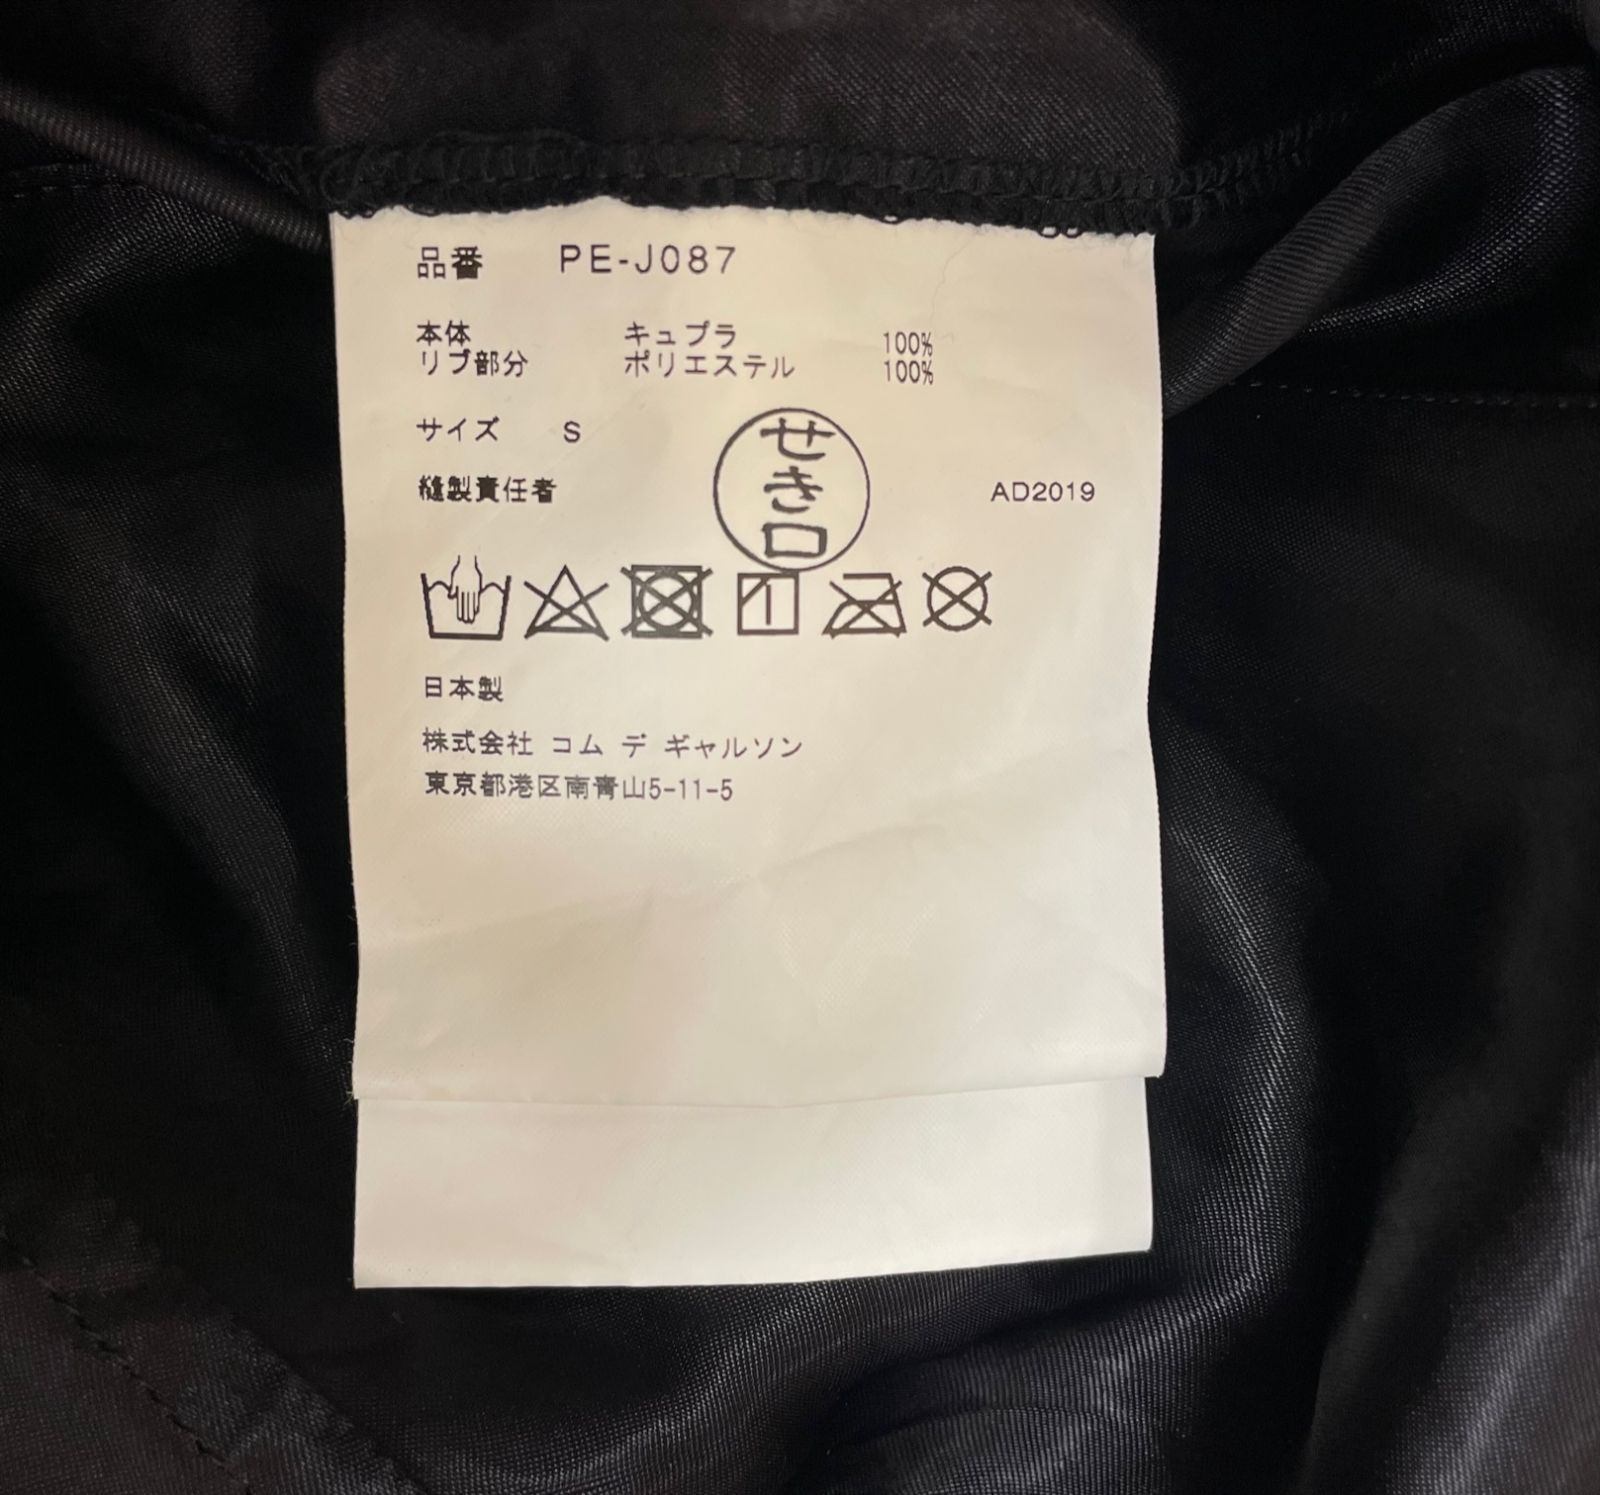 品番 PE-J087
本体 キュプラ 100%
リブ部分 ポリエステル 100%
サイズ S
縫製責任者 せき口 AD2019
日本製
株式会社 コム デ ギャルソン
東京都港区南青山5-11-5